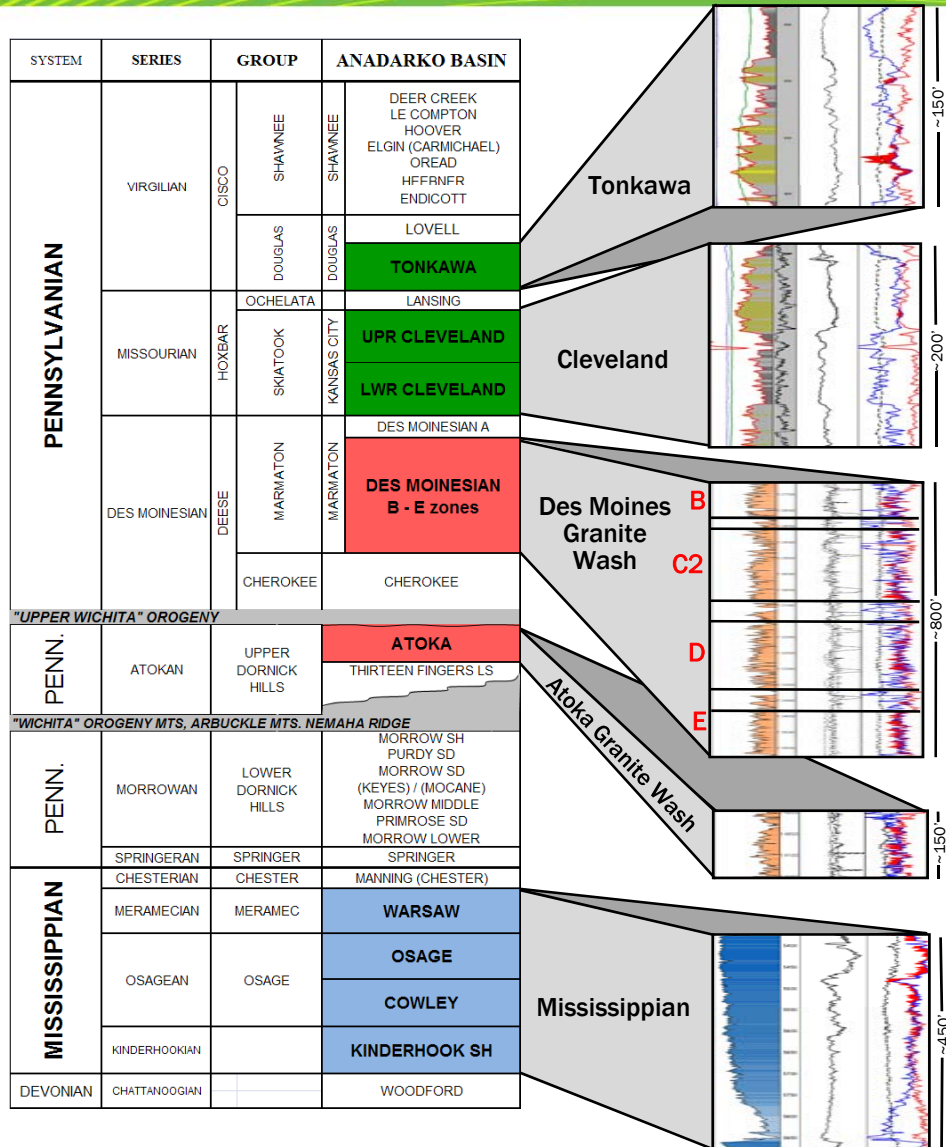 SYSTEM
SERIES
GROUP
ANADARKO BASIN
PENNSYLVANIAN
VIRGILIAN
CISCO
SHAWNEE
SHAWNEE
DEER CREEK
LE COMPTON
HOOVER
ELGIN (CARMICHAEL)
OREAD
HEEBNER
ENDICOTT
DOUGLAS
DOUGLAS
LOVELL
TONKAWA
MISSOURIAN
HOXBAR
OCHELATA
LANSING
SKIATOOK
KANSAS CITY
UPR CLEVELAND
LWR CLEVELAND
DES MOINESIAN
DEESE
MARMATON
MARMATON
DES MOINESIAN A
DES MOINESIAN
B - E zones
CHEROKEE
CHEROKEE
"UPPER WICHITA" OROGENY
PENN.
ATOKAN
UPPER
DORNICK
HILLS
ATOKA
THIRTEEN FINGERS LS
"WICHITA" OROGENY MTS, ARBUCKLE MTS. NEMAHA RIDGE
PENN.
MORROWAN
LOWER
DORNICK
HILLS
MORROW SH
PURDY SD
MORROW SD
(KEYES) / (MOCANE)
MORROW MIDDLE
PRIMROSE SD
MORROW LOWER
SPRINGERAN
SPRINGER
SPRINGER
MISSISSIPPIAN
CHESTERIAN
CHESTER
MANNING (CHESTER)
MERAMECIAN
MERAMEC
WARSAW
OSAGEAN
OSAGE
OSAGE
COWLEY
KINDERHOOKIAN
KINDERHOOK SH
DEVONIAN
CHATTANOOGIAN
WOODFORD
Tonkawa
~150'
Cleveland
~200'
Des Moines
Granite
Wash
B
C2
D
E
~800'
Atoka Granite Wash
~150'
Mississippian
~450'